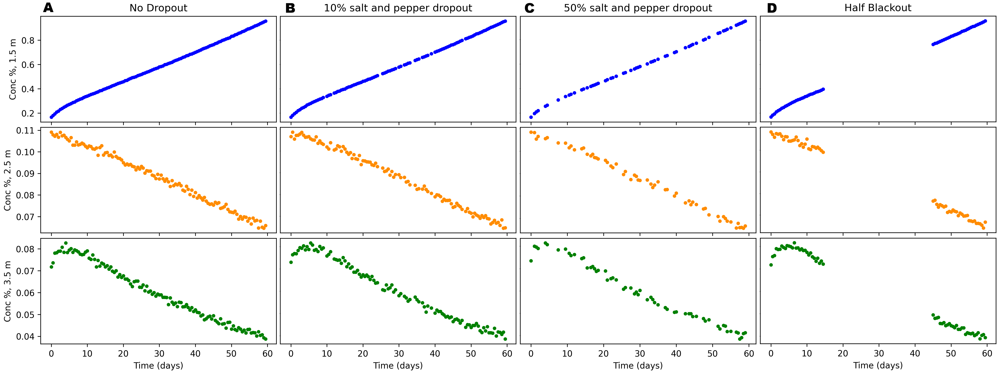 A No Dropout
B 10% salt and pepper dropout
C 50% salt and pepper dropout
D Half Blackout
Conc %, 1.5 m
0.8
0.6
0.4
0.2
Conc %, 2.5 m
0.11
0.10
0.09
0.08
0.07
Conc %, 3.5 m
0.08
0.07
0.06
0.05
0.04
0 10 20 30 40 50 60
0 10 20 30 40 50 60
0 10 20 30 40 50 60
0 10 20 30 40 50 60
Time (days)
Time (days)
Time (days)
Time (days)